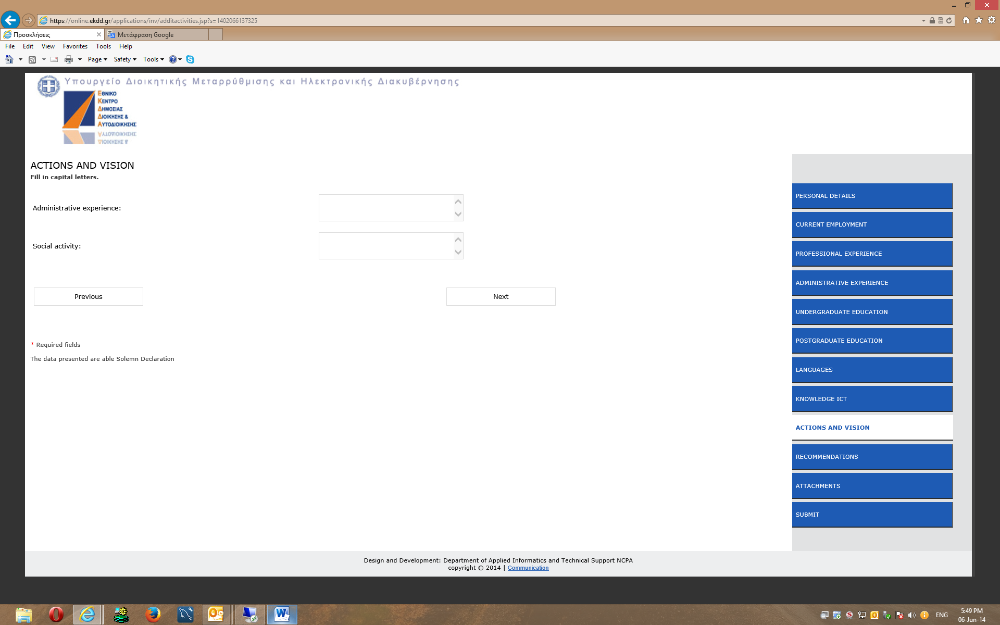 https://online.ekdd.gr/applications/inv/additactivities.jsp?s=1402066137325
Προσκλήσεις
Μετάφραση Google
File Edit View Favorites Tools Help
Page Safety Tools
Υπουργείο Διοικητικής Μεταρρύθμισης και Ηλεκτρονικής Διακυβέρνησης
ΕΘΝΙΚΟ
ΚΕΝΤΡΟ
ΔΗΜΟΣΙΑΣ
ΔΙΟΙΚΗΣΗΣ &
ΑΥΤΟΔΙΟΙΚΗΣΗΣ
ACTIONS AND VISION
Fill in capital letters.
Administrative experience:
Social activity:
Previous
Next
* Required fields
The data presented are able Solemn Declaration
PERSONAL DETAILS
CURRENT EMPLOYMENT
PROFESSIONAL EXPERIENCE
ADMINISTRATIVE EXPERIENCE
UNDERGRADUATE EDUCATION
POSTGRADUATE EDUCATION
LANGUAGES
KNOWLEDGE ICT
ACTIONS AND VISION
RECOMMENDATIONS
ATTACHMENTS
SUBMIT
Design and Development: Department of Applied Informatics and Technical Support NCPA
copyright © 2014 | Communication
ENG
5:49 PM
06-Jun-14